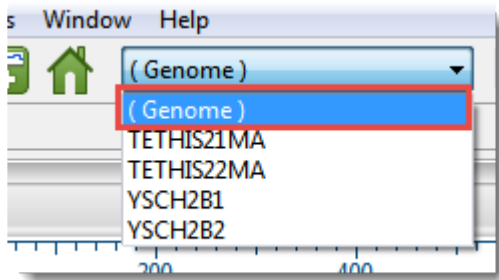 s Window Help
( Genome )
( Genome )
TETHIS21MA
TETHIS22MA
YSCH2B1
YSCH2B2
200 400